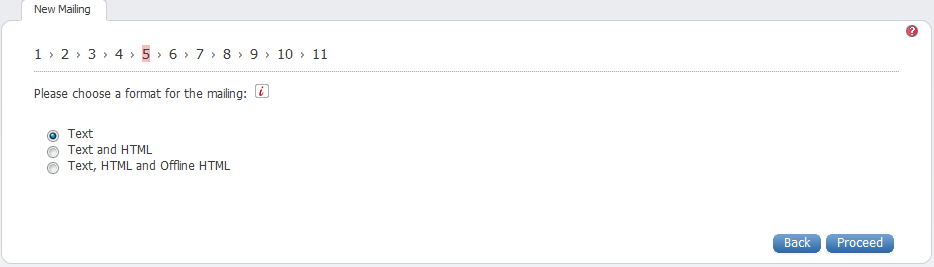 New Mailing
?
1 › 2 › 3 › 4 › 5 › 6 › 7 › 8 › 9 › 10 › 11
Please choose a format for the mailing: i
Text
Text and HTML
Text, HTML and Offline HTML
Back Proceed